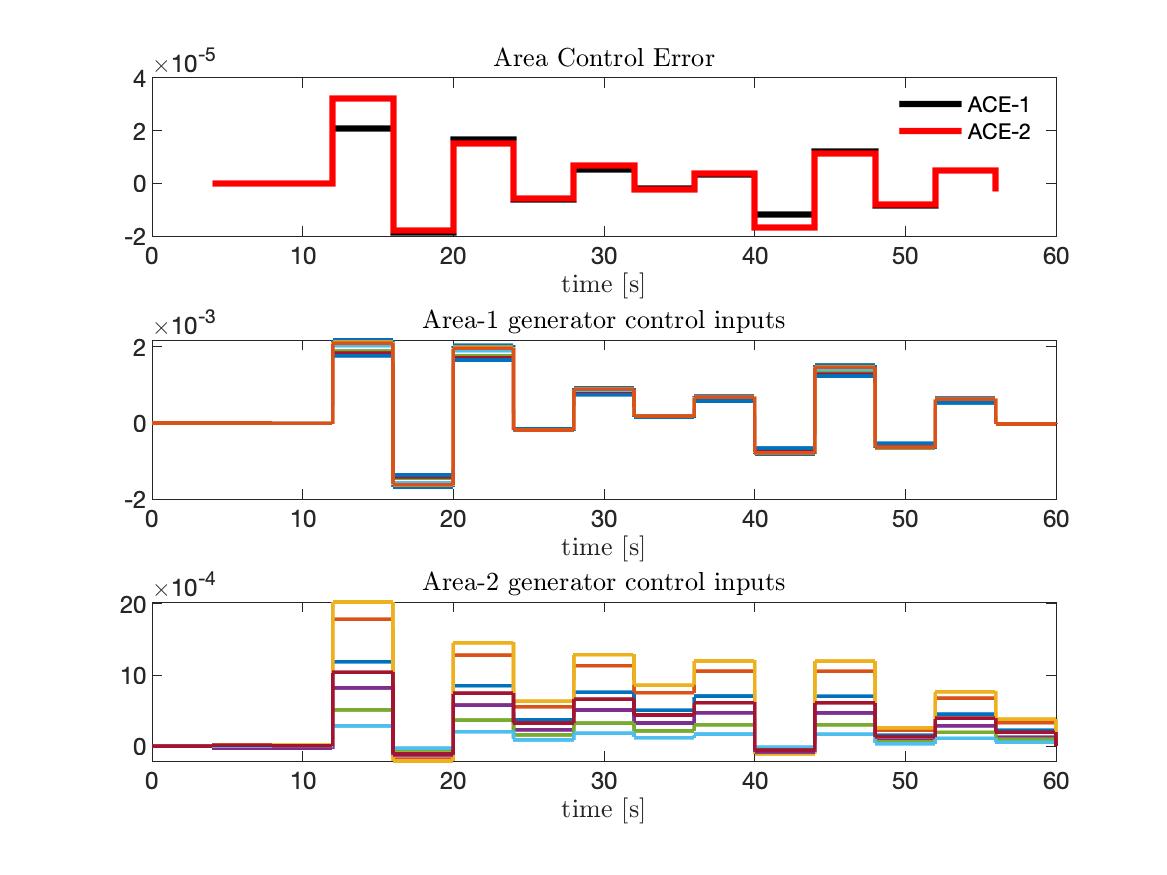 ×10-5
Area Control Error
4
ACE-1
2
ACE-2
0
-2
0 10 20 30 40 50 60
time [s]
×10-3
Area-1 generator control inputs
2
0
-2
0 10 20 30 40 50 60
time [s]
×10-4
Area-2 generator control inputs
20
10
0
0 10 20 30 40 50 60
time [s]